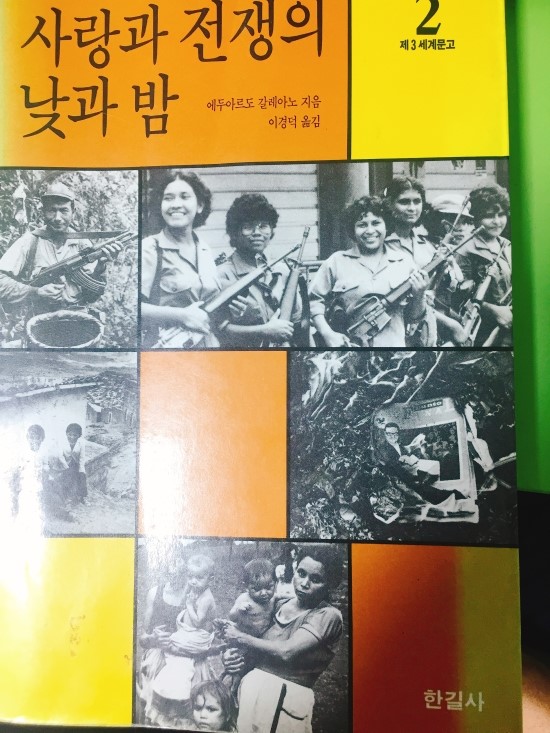 사랑과 전쟁의
낮과 밤
에두아르도 갈레아노 지음
이경덕 옮김
2
제 3 세계문고
한길사